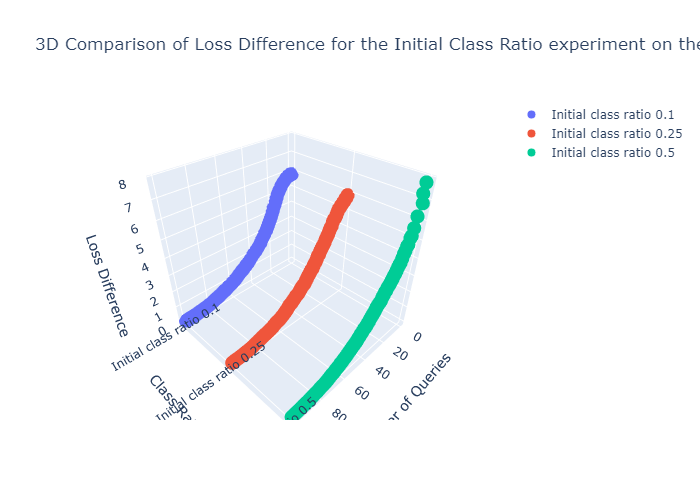 3D Comparison of Loss Difference for the Initial Class Ratio experiment on the
Initial class ratio 0.1
Initial class ratio 0.25
Initial class ratio 0.5
8
7
6
5
4
3
2
1
0
Loss Difference
Initial class ratio 0.1
Initial class ratio 0.25
0.5
Class
0
20
40
60
80
of Queries